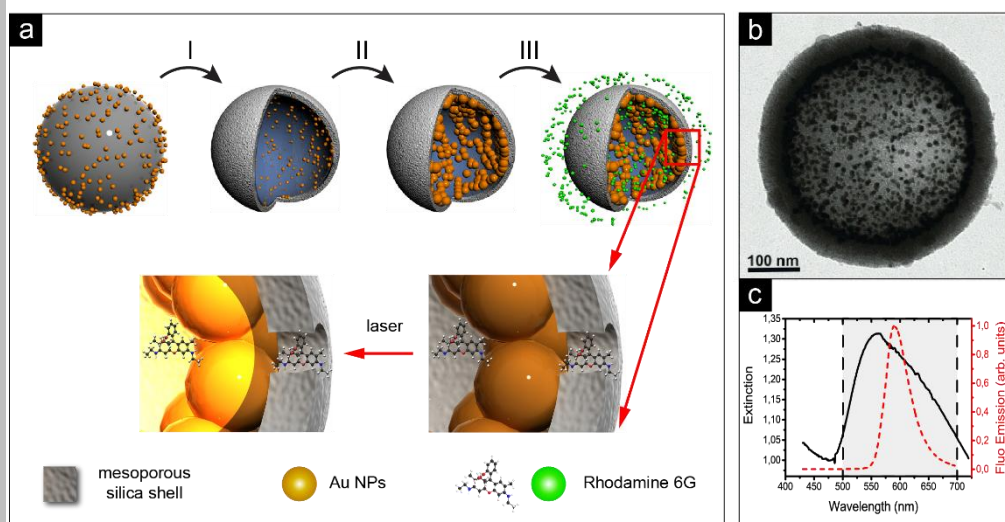 a
I
II
III
laser
mesoporous
silica shell
Au NPs
Rhodamine 6G
b
100 nm
c
1,35
1,30
1,25
1,20
1,15
1,10
1,05
1,00
Extinction
1,0
0,8
0,6
0,4
0,2
0,0
Fluo Emission (arb. units)
400 450 500 550 600 650 700
Wavelength (nm)